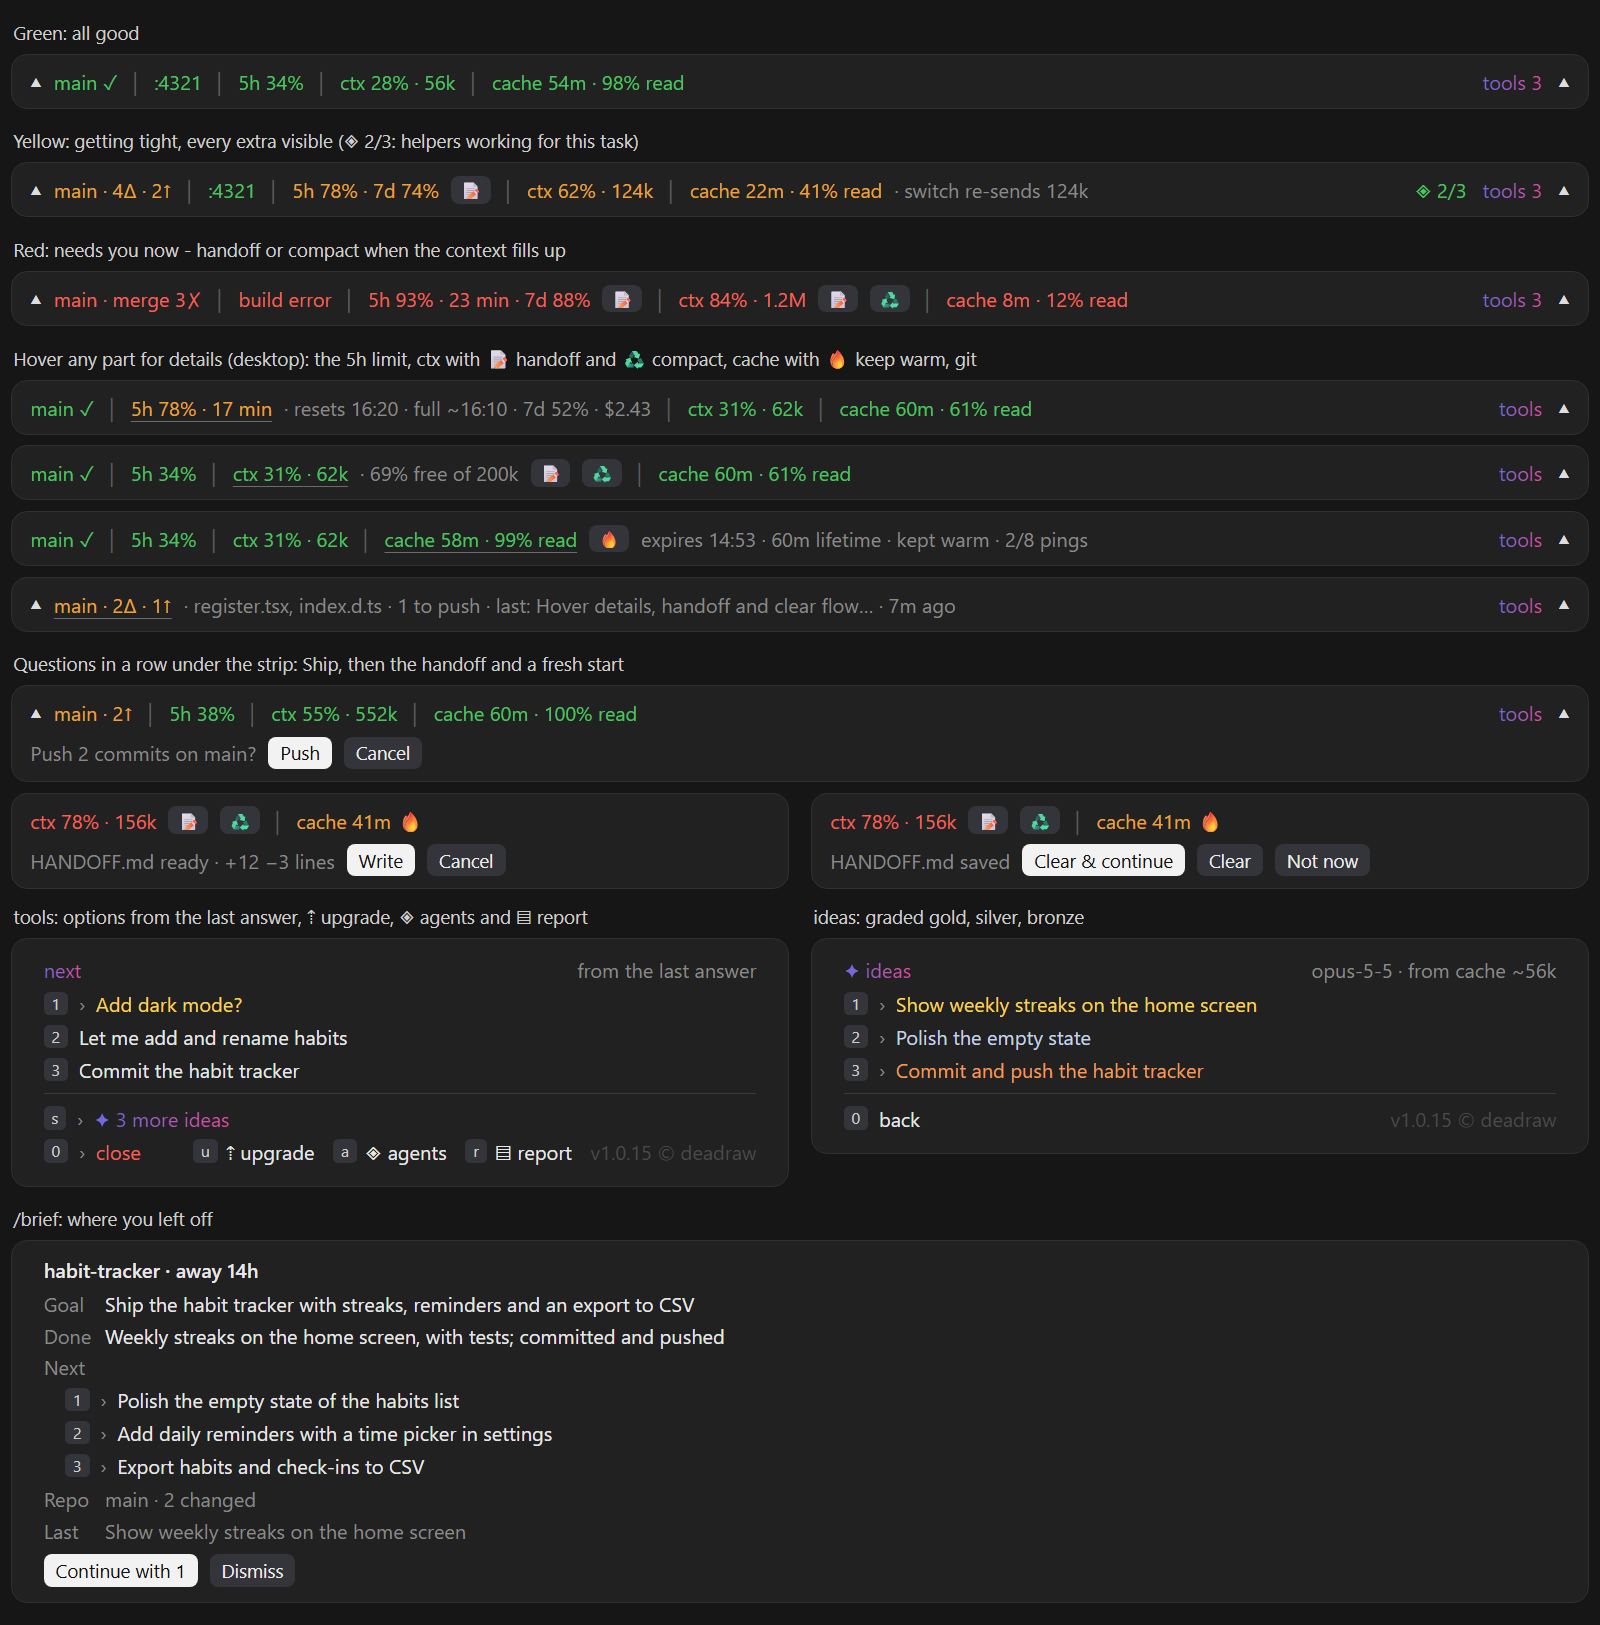 Green: all good
▲ main ✓ | :4321 | 5h 34% | ctx 28% · 56k | cache 54m · 98% read tools 3 ▲
Yellow: getting tight, every extra visible (◈ 2/3: helpers working for this task)
▲ main · 4Δ · 2↑ | :4321 | 5h 78% · 7d 74% 📝 | ctx 62% · 124k | cache 22m · 41% read · switch re-sends 124k ◈ 2/3 tools 3 ▲
Red: needs you now - handoff or compact when the context fills up
▲ main · merge 3✗ | build error | 5h 93% · 23 min · 7d 88% 📝 | ctx 84% · 1.2M 📝 ♻️ | cache 8m · 12% read tools 3 ▲
Hover any part for details (desktop): the 5h limit, ctx with 📝 handoff and ♻️ compact, cache with 🔥 keep warm, git
main ✓ | 5h 78% · 17 min · resets 16:20 · full ~16:10 · 7d 52% · $2.43 | ctx 31% · 62k | cache 60m · 61% read tools ▲
main ✓ | 5h 34% | ctx 31% · 62k · 69% free of 200k 📝 ♻️ | cache 60m · 61% read tools ▲
main ✓ | 5h 34% | ctx 31% · 62k | cache 58m · 99% read 🔥 expires 14:53 · 60m lifetime · kept warm · 2/8 pings tools ▲
▲ main · 2Δ · 1↑ · register.tsx, index.d.ts · 1 to push · last: Hover details, handoff and clear flow... · 7m ago tools ▲
Questions in a row under the strip: Ship, then the handoff and a fresh start
▲ main · 2↑ | 5h 38% | ctx 55% · 552k | cache 60m · 100% read tools ▲
Push 2 commits on main? Push Cancel
ctx 78% · 156k 📝 ♻️ | cache 41m 🔥
HANDOFF.md ready · +12 −3 lines Write Cancel
ctx 78% · 156k 📝 ♻️ | cache 41m 🔥
HANDOFF.md saved Clear & continue Clear Not now
tools: options from the last answer, ⇡ upgrade, ◈ agents and ▤ report
next from the last answer
1 › Add dark mode?
2 Let me add and rename habits
3 Commit the habit tracker
s › ✦ 3 more ideas
0 › close u ⇡ upgrade a ◈ agents r ▤ report v1.0.15 © deadraw
ideas: graded gold, silver, bronze
✦ ideas opus-5-5 · from cache ~56k
1 › Show weekly streaks on the home screen
2 › Polish the empty state
3 › Commit and push the habit tracker
0 back v1.0.15 © deadraw
/brief: where you left off
habit-tracker · away 14h
Goal Ship the habit tracker with streaks, reminders and an export to CSV
Done Weekly streaks on the home screen, with tests; committed and pushed
Next
1 › Polish the empty state of the habits list
2 › Add daily reminders with a time picker in settings
3 › Export habits and check-ins to CSV
Repo main · 2 changed
Last Show weekly streaks on the home screen
Continue with 1 Dismiss